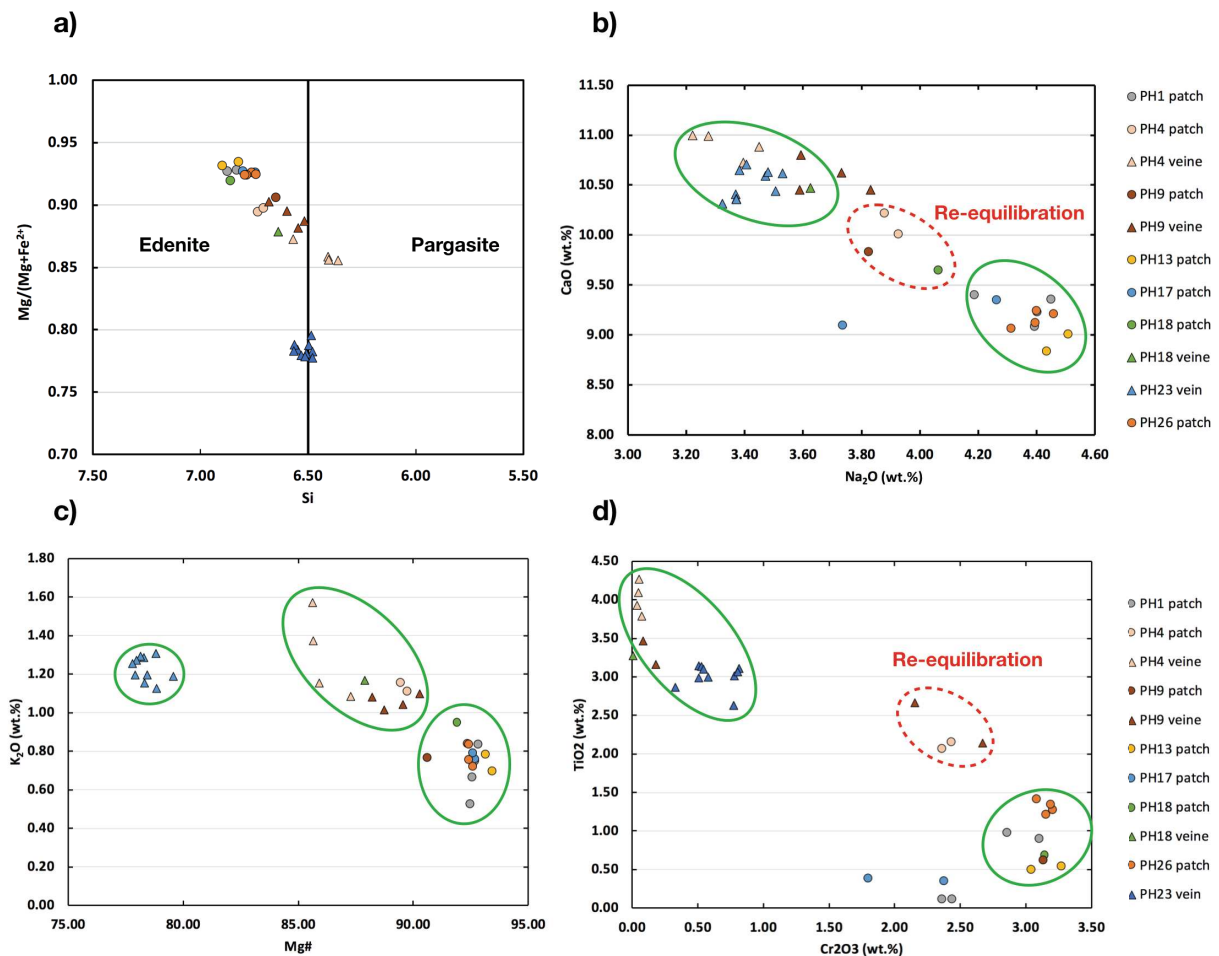 a)
1.00
0.95
0.90
0.85
0.80
0.75
0.70
Mg/(Mg+Fe²⁺)
Edenite
Pargasite
7.50
7.00
6.50
6.00
5.50
Si
b)
11.50
11.00
10.50
10.00
9.50
9.00
8.50
8.00
CaO (wt.%)
Re-equilibration
3.00
3.20
3.40
3.60
3.80
4.00
4.20
4.40
4.60
Na₂O (wt.%)
PH1 patch
PH4 patch
PH4 veine
PH9 patch
PH9 veine
PH13 patch
PH17 patch
PH18 patch
PH18 veine
PH23 vein
PH26 patch
c)
1.80
1.60
1.40
1.20
1.00
0.80
0.60
0.40
0.20
0.00
K₂O (wt.%)
75.00
80.00
85.00
90.00
95.00
Mg#
d)
4.50
4.00
3.50
3.00
2.50
2.00
1.50
1.00
0.50
0.00
TiO2 (wt.%)
Re-equilibration
0.00
0.50
1.00
1.50
2.00
2.50
3.00
3.50
Cr2O3 (wt.%)
PH1 patch
PH4 patch
PH4 veine
PH9 patch
PH9 veine
PH13 patch
PH17 patch
PH18 patch
PH18 veine
PH26 patch
PH23 vein